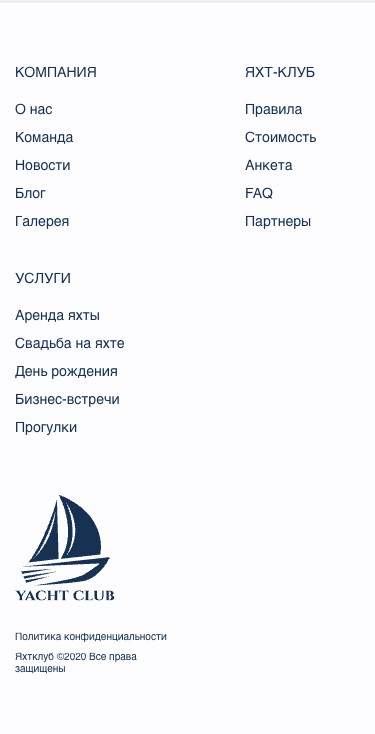 КОМПАНИЯ
О нас
Команда
Новости
Блог
Галерея
ЯХТ-КЛУБ
Правила
Стоимость
Анкета
FAQ
Партнеры
УСЛУГИ
Аренда яхты
Свадьба на яхте
День рождения
Бизнес-встречи
Прогулки
YACHT CLUB
Политика конфиденциальности
Яхтклуб ©2020 Все права
защищены